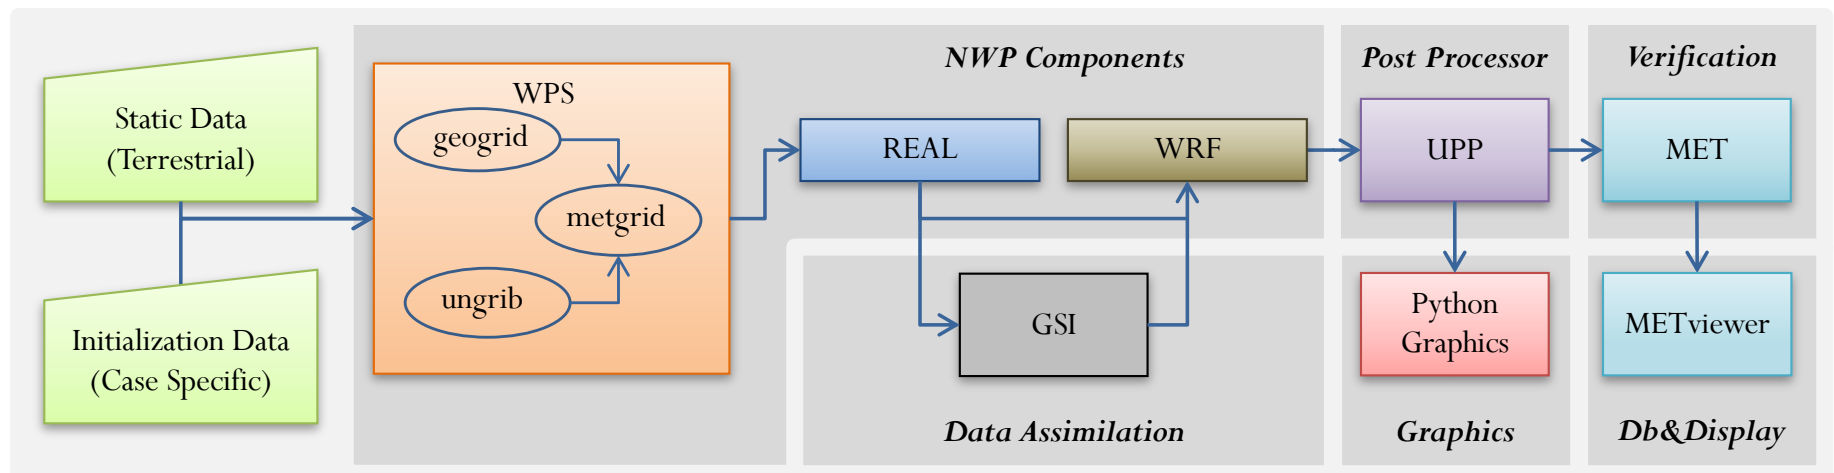 Static Data
(Terrestrial)
Initialization Data
(Case Specific)
WPS
geogrid
metgrid
ungrib
NWP Components
REAL
WRF
GSI
Data Assimilation
Post Processor
UPP
Python
Graphics
Graphics
Verification
MET
METviewer
Db&Display